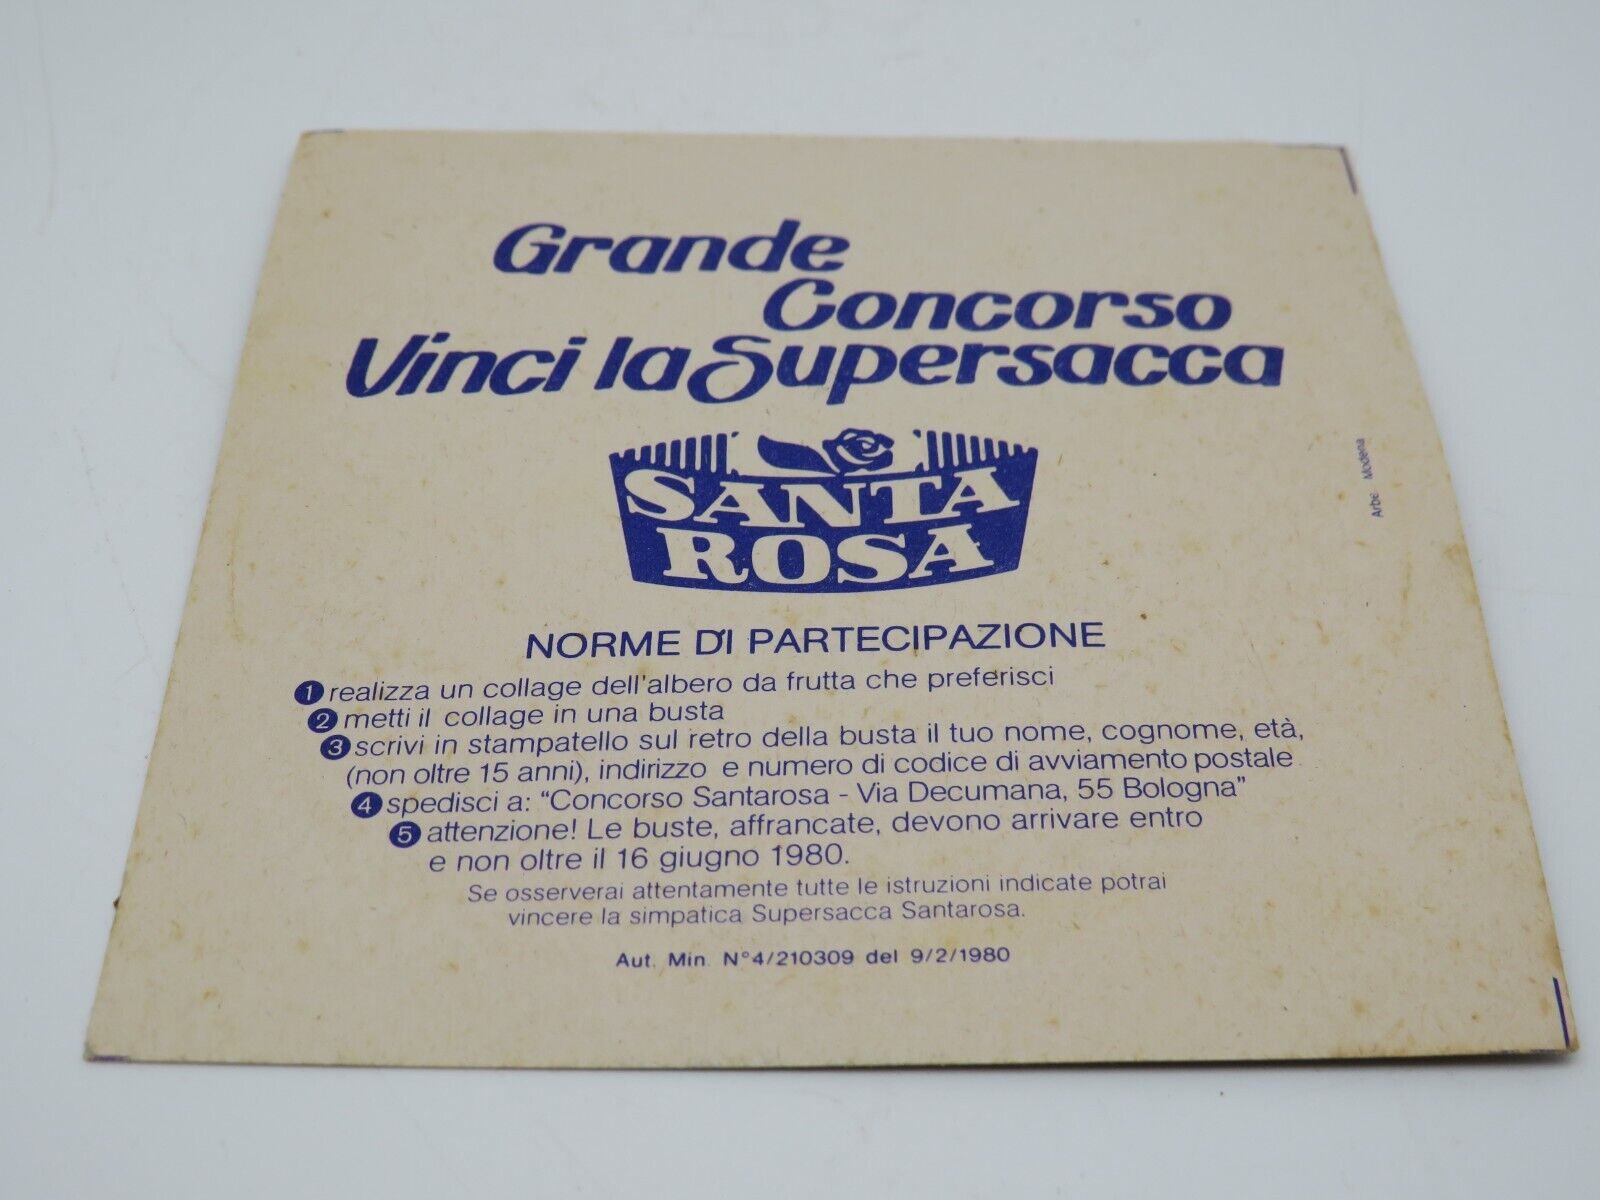 Grande
Concorso
Vinci la Supersacca
SANTA
ROSA
NORME DI PARTECIPAZIONE
1 realizza un collage dell'albero da frutta che preferisci
2 metti il collage in una busta
3 scrivi in stampatello sul retro della busta il tuo nome, cognome, età,
(non oltre 15 anni), indirizzo e numero di codice di avviamento postale
4 spedisci a: "Concorso Santarosa - Via Decumana, 55 Bologna"
5 attenzione! Le buste, affrancate, devono arrivare entro
e non oltre il 16 giugno 1980.
Se osserverai attentamente tutte le istruzioni indicate potrai
vincere la simpatica Supersacca Santarosa.
Aut. Min. N°4/210309 del 9/2/1980
Arbe Modena